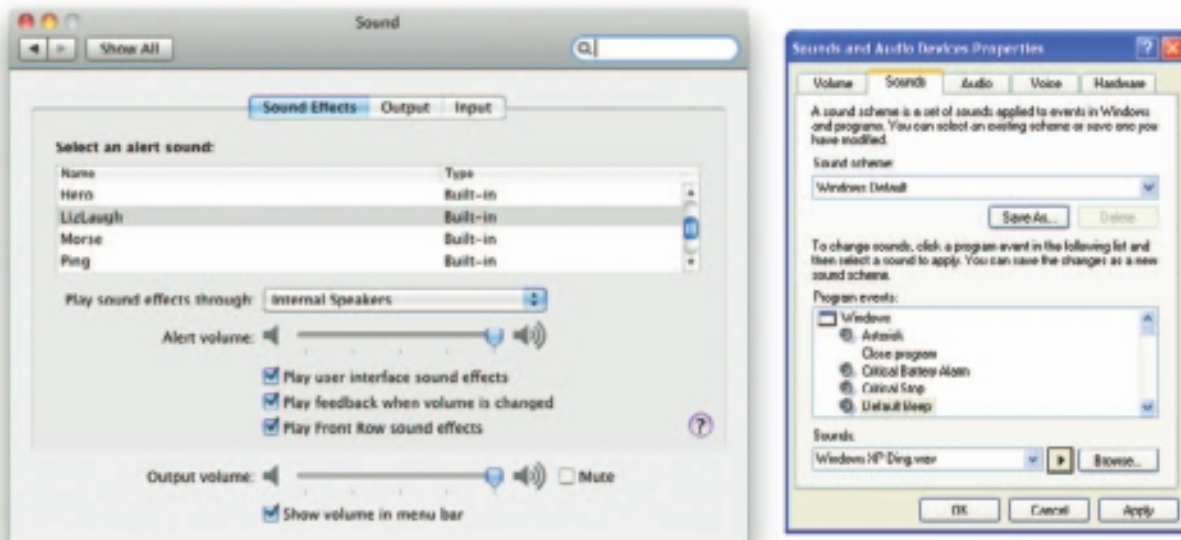 Sound
Show All
Sound Effects Output Input
Select an alert sound:
Name Type
Hero Built-in
LizLaugh Built-in
Morse Built-in
Ping Built-in
Play sound effects through: Internal Speakers
Alert volume:
Play user interface sound effects
Play feedback when volume is changed
Play Front Row sound effects
?
Output volume: Mute
Show volume in menu bar
Sounds and Audio Devices Properties
?
Volume Sounds Audio Voice Hardware
A sound scheme is a set of sounds applied to events in Windows
and programs. You can select an existing scheme or save one you
have modified.
Sound scheme:
Windows Default
Save As... Delete
To change sounds, click a program event in the following list and
then select a sound to apply. You can save the changes as a new
sound scheme.
Program events:
Windows
Asterisk
Close program
Critical Battery Alarm
Critical Stop
Default Beep
Sounds:
Windows XP Ding.wav Browse...
OK Cancel Apply